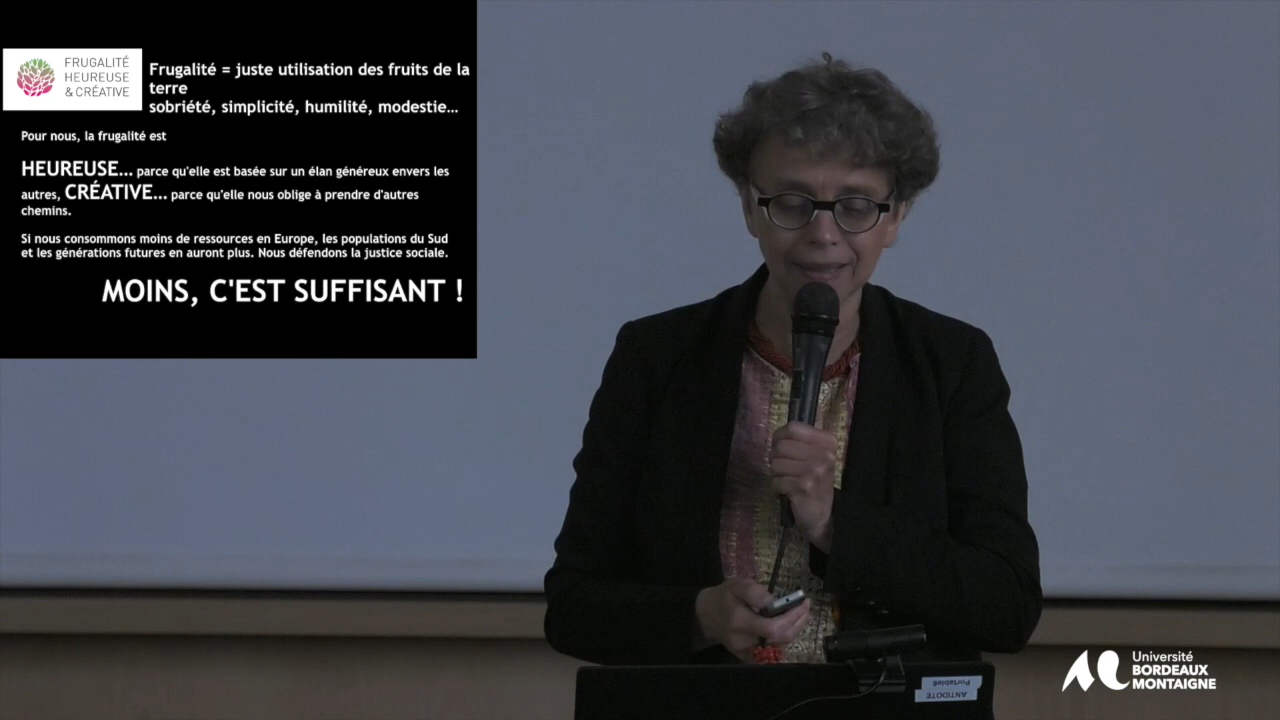 FRUGALITÉ
HEUREUSE
& CRÉATIVE
Frugalité = juste utilisation des fruits de la
terre
sobriété, simplicité, humilité, modestie...
Pour nous, la frugalité est
HEUREUSE... parce qu'elle est basée sur un élan généreux envers les
autres, CRÉATIVE... parce qu'elle nous oblige à prendre d'autres
chemins.
Si nous consommons moins de ressources en Europe, les populations du Sud
et les générations futures en auront plus. Nous défendons la justice sociale.
MOINS, C'EST SUFFISANT !
ANTIDOTE
Portable6
Université
BORDEAUX
MONTAIGNE